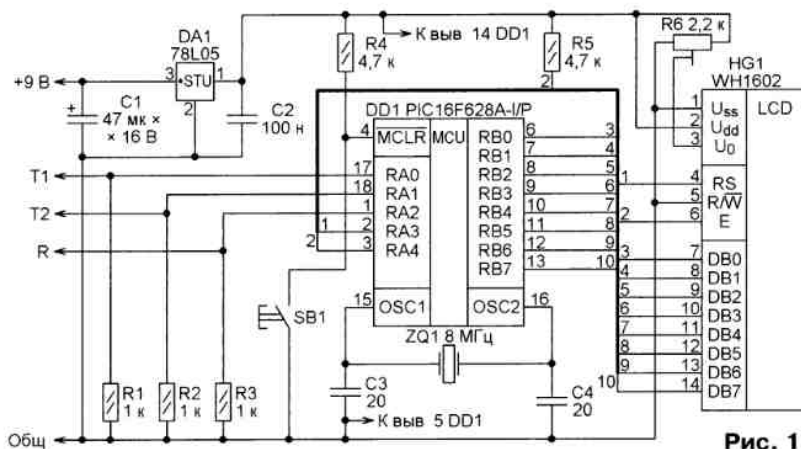 DA1
78L05
3
•STU
1
2
+9 В
C1
47 мк ×
× 16 В
C2
100 н
R4
4,7 к
К выв 14 DD1
R5
4,7 к
2
R6 2,2 к
HG1
WH1602
1
2
3
Uss
Udd
U0
LCD
4
5
6
RS
R/W
E
1
2
DD1 PIC16F628A-I/P
4
MCLR
MCU
17
18
1
2
3
RA0
RA1
RA2
RA3
RA4
1
2
RB0
RB1
RB2
RB3
RB4
RB5
RB6
RB7
6
7
8
9
10
11
12
13
3
4
5
6
7
8
9
10
T1
T2
R
15
OSC1
OSC2
16
SB1
ZQ1 8 МГц
3
4
5
6
7
8
9
10
7
8
9
10
11
12
13
14
DB0
DB1
DB2
DB3
DB4
DB5
DB6
DB7
R1
1 к
R2
1 к
R3
1 к
C3
20
C4
20
К выв 5 DD1
Общ
Рис. 1